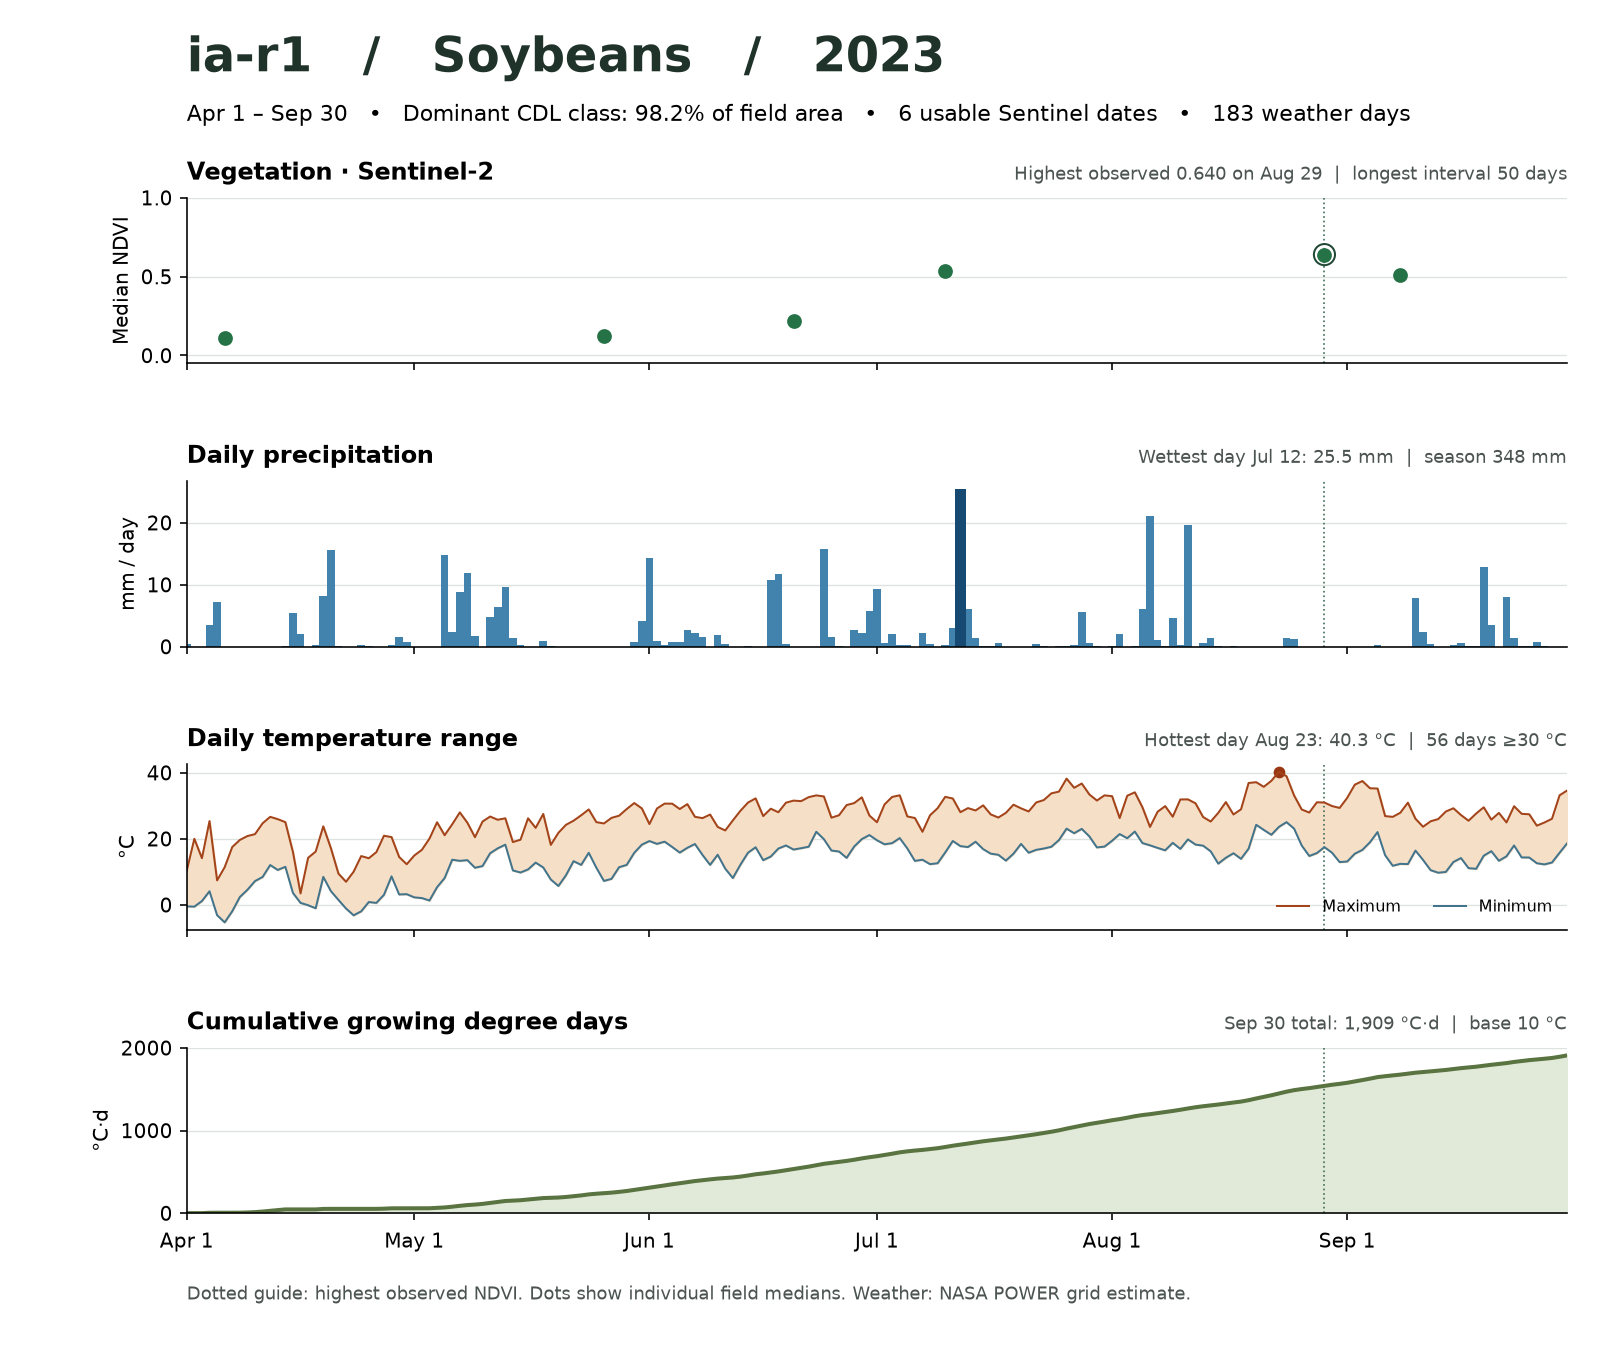 ia-r1 / Soybeans / 2023
Apr 1 – Sep 30 • Dominant CDL class: 98.2% of field area • 6 usable Sentinel dates • 183 weather days
Vegetation · Sentinel-2
Highest observed 0.640 on Aug 29 | longest interval 50 days
Median NDVI
1.0
0.5
0.0
Daily precipitation
Wettest day Jul 12: 25.5 mm | season 348 mm
mm / day
20
10
0
Daily temperature range
Hottest day Aug 23: 40.3 °C | 56 days ≥30 °C
°C
40
20
0
Maximum
Minimum
Cumulative growing degree days
Sep 30 total: 1,909 °C·d | base 10 °C
°C·d
2000
1000
0
Apr 1
May 1
Jun 1
Jul 1
Aug 1
Sep 1
Dotted guide: highest observed NDVI. Dots show individual field medians. Weather: NASA POWER grid estimate.